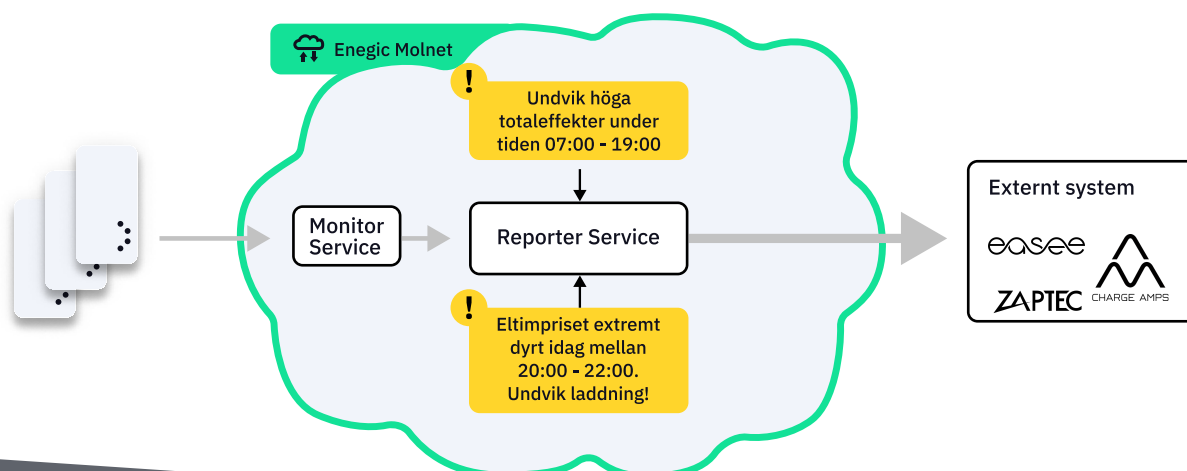 Enegic Molnet
Undvik höga
totaleffekter under
tiden 07:00 - 19:00
Monitor
Service
Reporter Service
Eltimpriset extremt
dyrt idag mellan
20:00 - 22:00.
Undvik laddning!
Externt system
easee
ZAPTEC
CHARGE AMPS